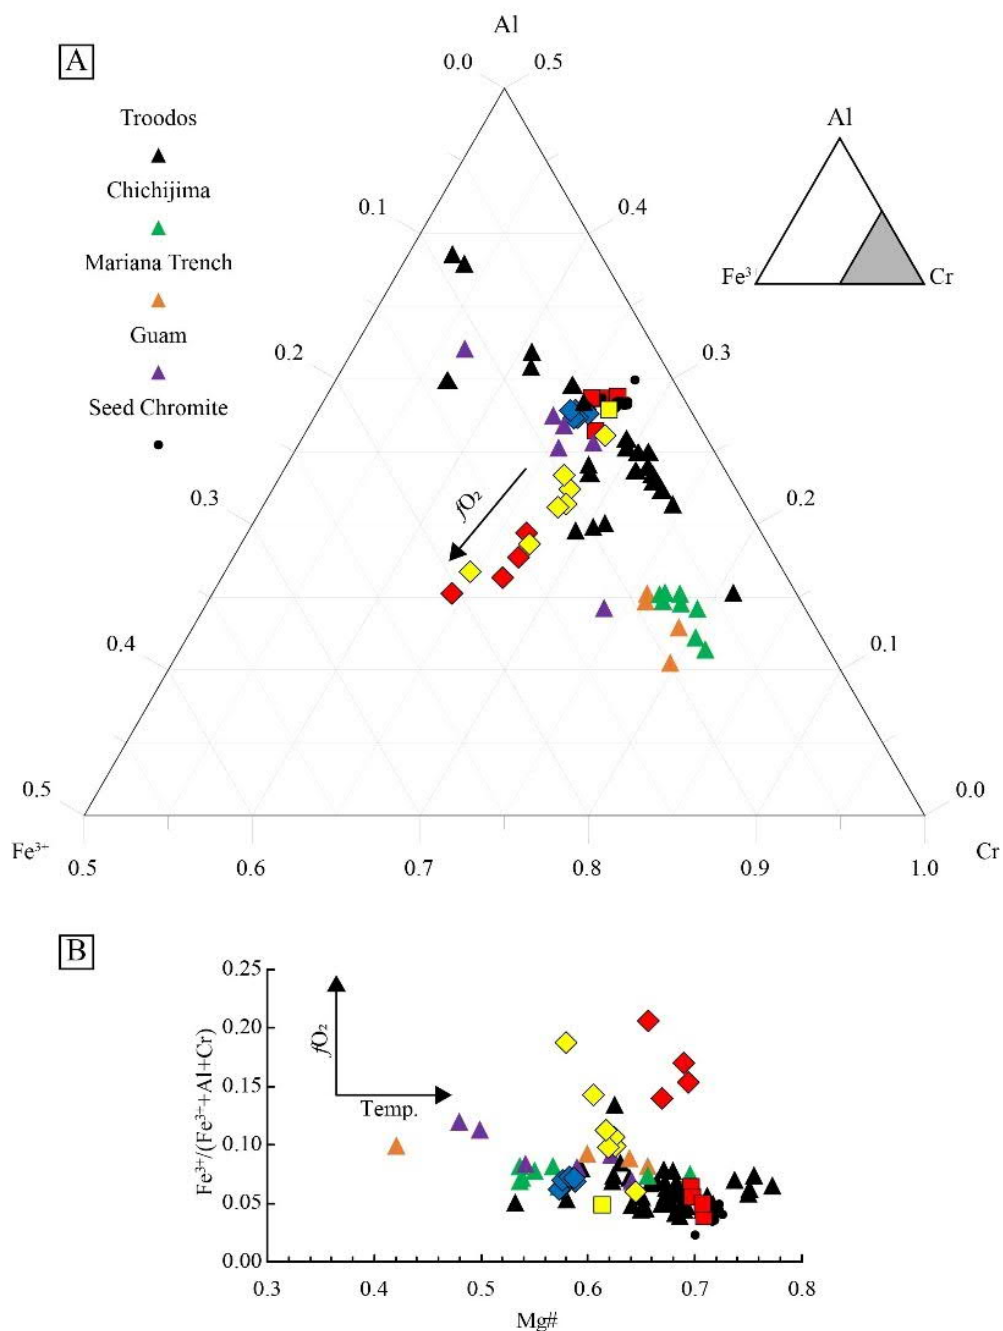 A
Al
0.0 0.5
Troodos
Chichijima
Mariana Trench
Guam
Seed Chromite
0.1
0.4
Al
Fe³
Cr
0.2
0.3
fO₂
0.3
0.2
0.4
0.1
0.5
0.0
Fe³⁺
Cr
0.5 0.6 0.7 0.8 0.9 1.0
B
Fe³⁺/(Fe³⁺+Al+Cr)
0.25
0.20
0.15
0.10
0.05
0.00
fO₂
Temp.
0.3 0.4 0.5 0.6 0.7 0.8
Mg#